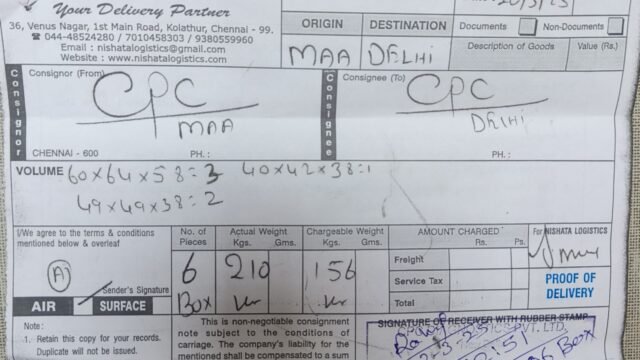 Your Delivery Partner
36, Venus Nagar, 1st Main Road, Kolathur, Chennai - 99.
☎ 044-48524280 / 7010458303 / 9380559960
Email : nishatalogistics@gmail.com
Website : www.nishatalogistics.com
ORIGIN DESTINATION
MAA DELHI
Documents Non-Documents
Description of Goods Value (Rs.)
Consignor
Consignor (From)
CPC
MAA
CHENNAI - 600 PH. :
Consignee
Consignee (To)
CPC
DELHI
PH. :
VOLUME 60x64x58=3 40x42x38=1
49x49x38=2
I/We agree to the terms & conditions
mentioned below & overleaf
A
Sender's Signature
AIR SURFACE
No. of Pieces
6
Box
Actual Weight
Kgs. Gms.
210
Chargeable Weight
Kgs. Gms.
156
AMOUNT CHARGED
Rs. Ps.
Freight
Service Tax
Total
For NISHATA LOGISTICS
PROOF OF
DELIVERY
Note :
1. Retain this copy for your records.
Duplicate will not be issued.
This is non-negotiable consignment
note subject to the conditions of
carriage. The company's liability for
the mentioned shall be compensated to a sum
SIGNATURE OF RECEIVER WITH RUBBER STAMP
PVT. LTD.
Box